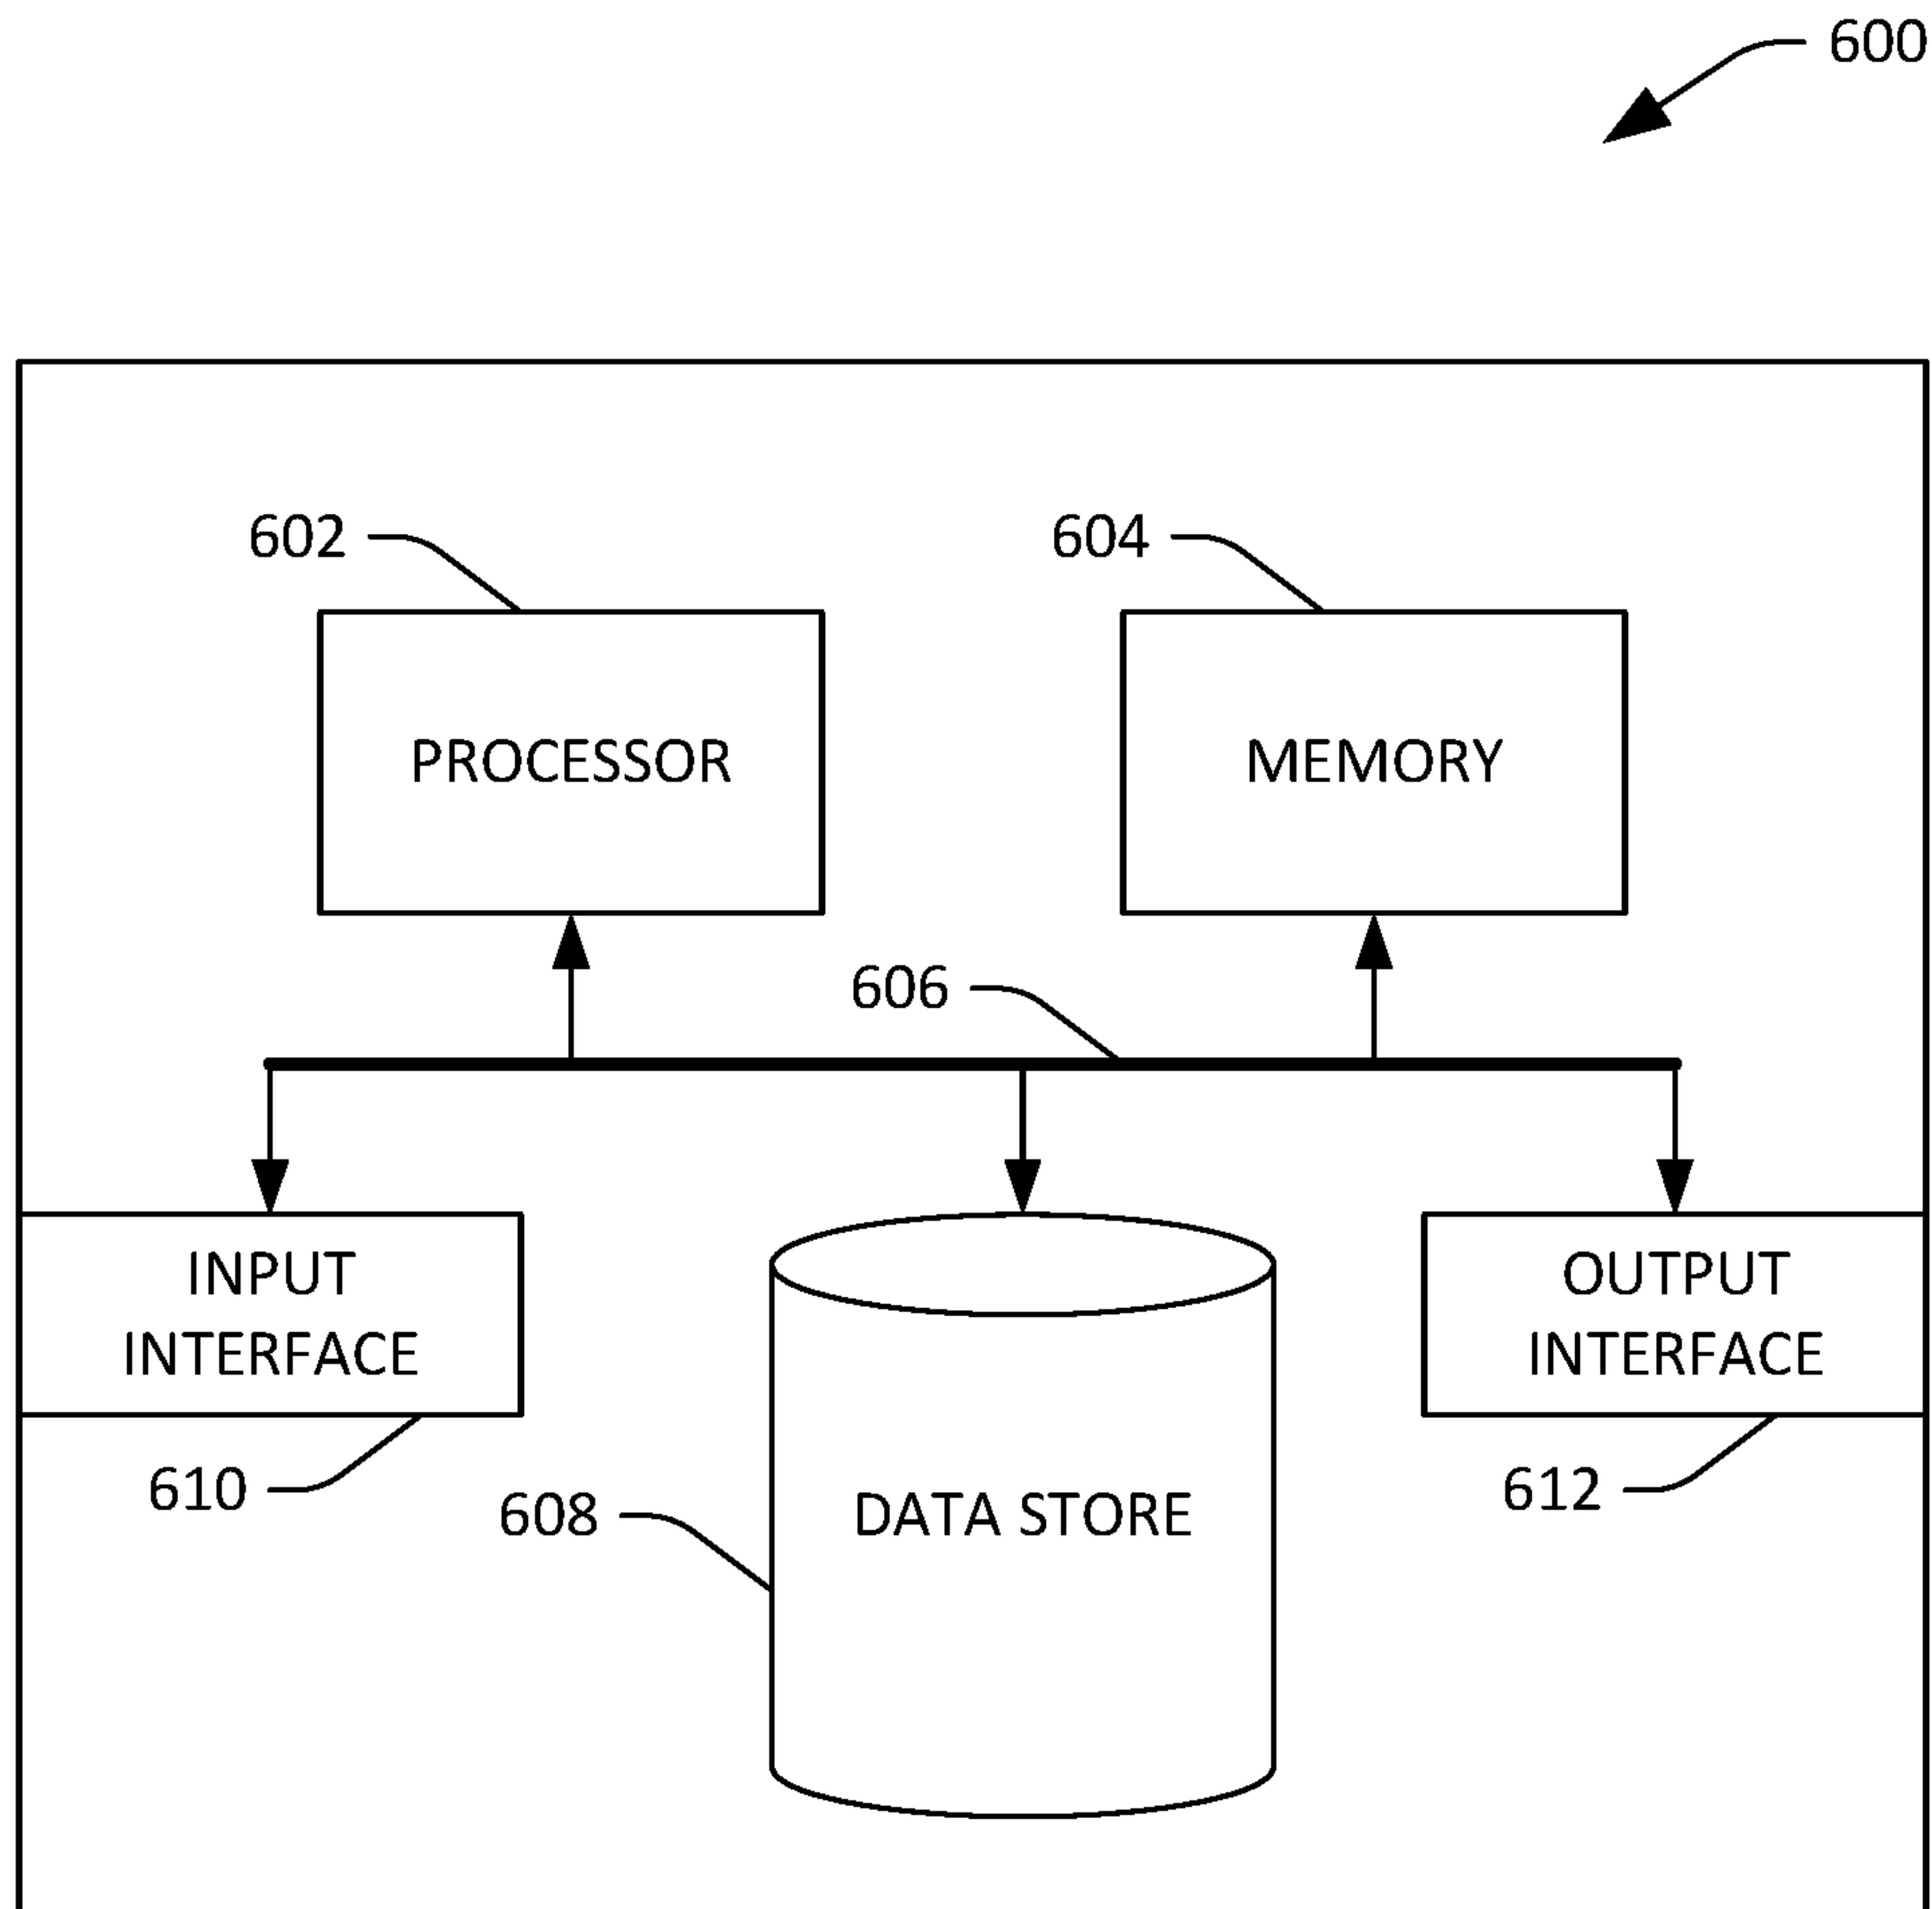 600
602
604
PROCESSOR
MEMORY
606
INPUT
INTERFACE
OUTPUT
INTERFACE
610
608
DATA STORE
612